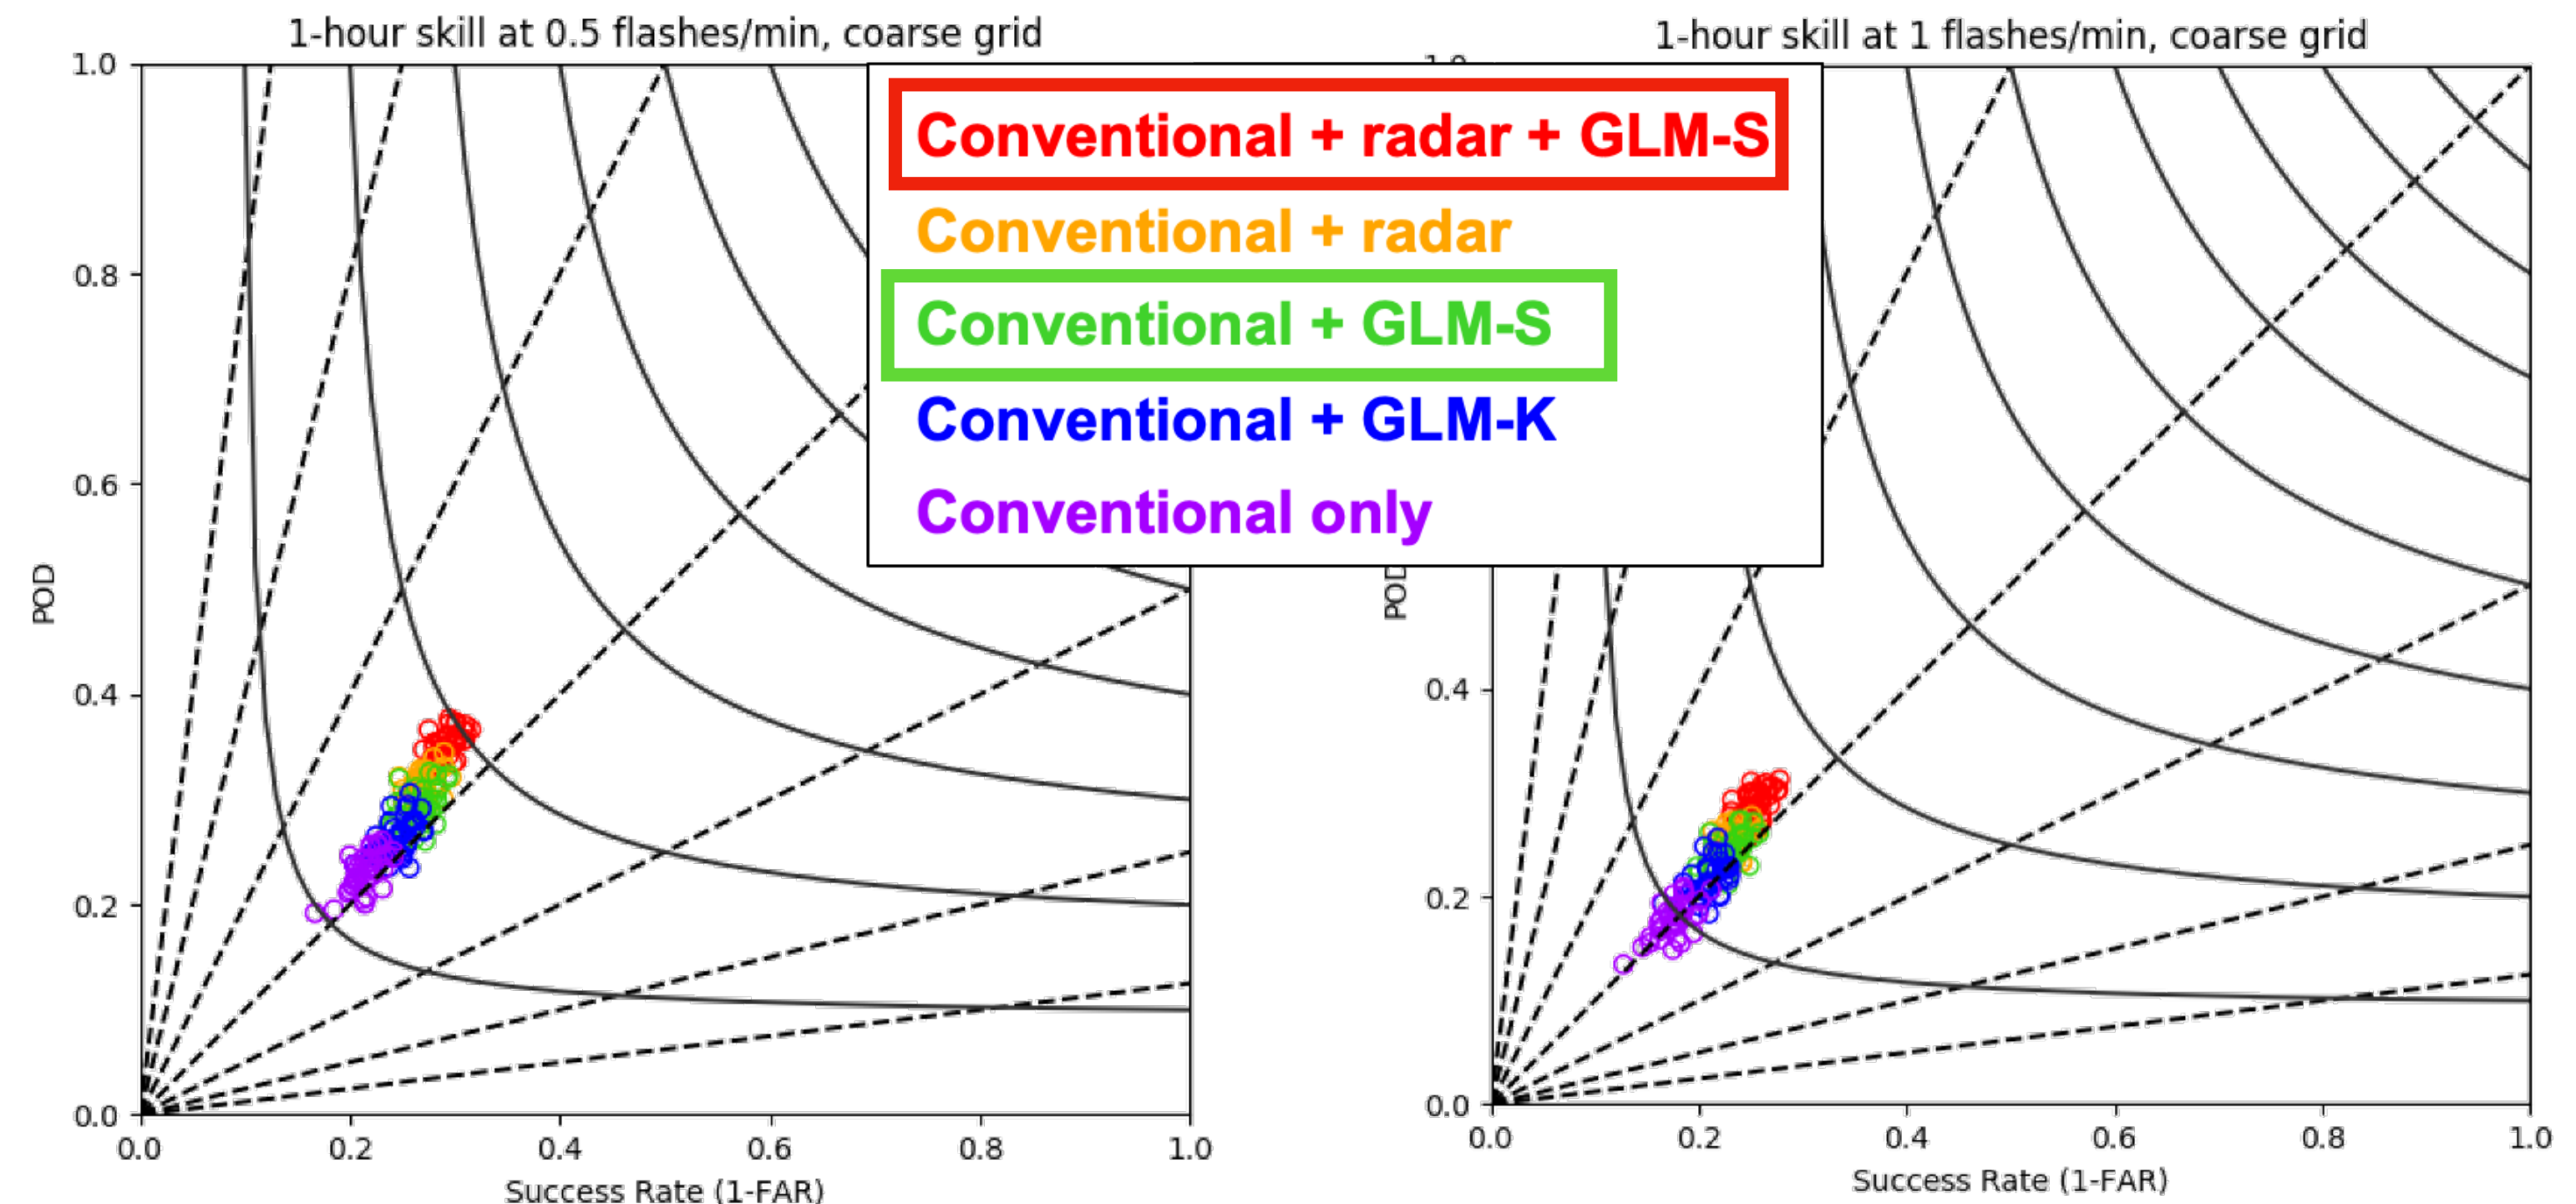 1-hour skill at 0.5 flashes/min, coarse grid
1.0
0.8
0.6
0.4
0.2
0.0
POD
0.0 0.2 0.4 0.6 0.8 1.0
Success Rate (1-FAR)
Conventional + radar + GLM-S
Conventional + radar
Conventional + GLM-S
Conventional + GLM-K
Conventional only
1-hour skill at 1 flashes/min, coarse grid
1.0
0.4
0.2
0.0
POD
0.0 0.2 0.4 0.6 0.8 1.0
Success Rate (1-FAR)